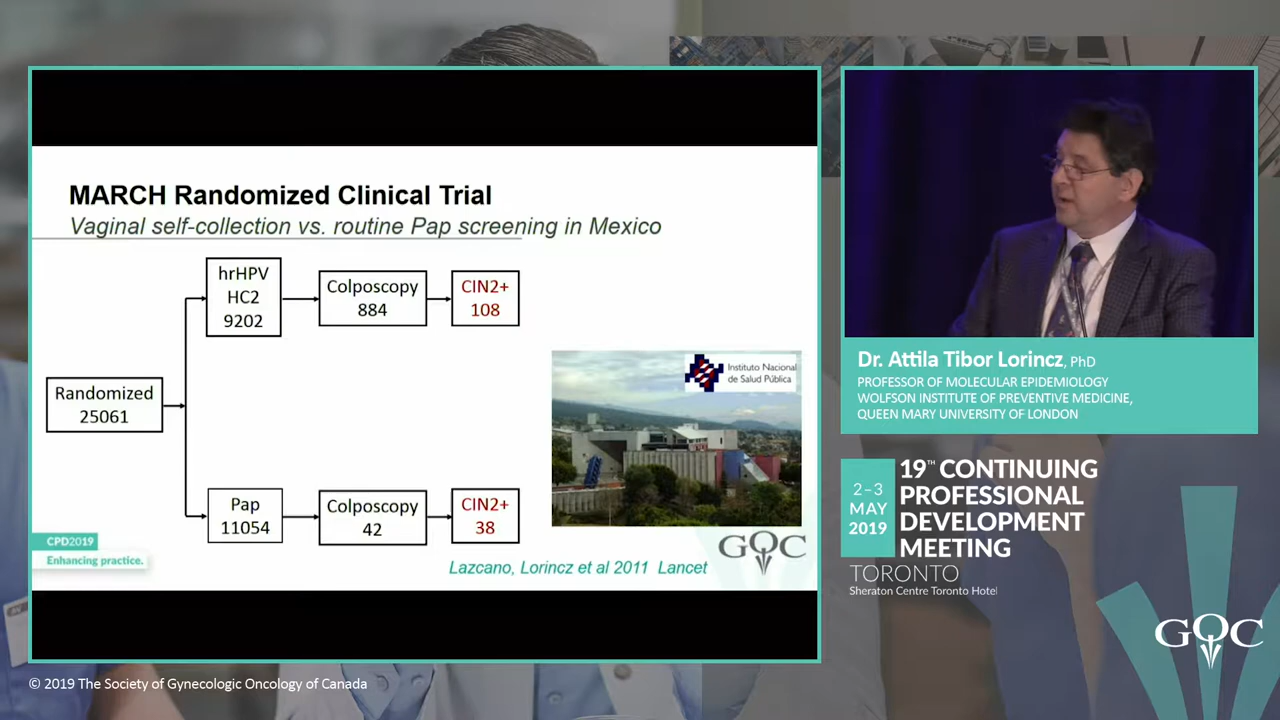 MARCH Randomized Clinical Trial
Vaginal self-collection vs. routine Pap screening in Mexico
hrHPV
HC2
9202
Colposcopy
884
CIN2+
108
Randomized
25061
Pap
11054
Colposcopy
42
CIN2+
38
Instituto Nacional
de Salud Pública
CPD2019
Enhancing practice.
GOC
Lazcano, Lorincz et al 2011 Lancet
Dr. Attila Tibor Lorincz, PhD
PROFESSOR OF MOLECULAR EPIDEMIOLOGY
WOLFSON INSTITUTE OF PREVENTIVE MEDICINE,
QUEEN MARY UNIVERSITY OF LONDON
2–3
MAY
2019
19TH CONTINUING
PROFESSIONAL
DEVELOPMENT
MEETING
TORONTO
Sheraton Centre Toronto Hotel
GOC
© 2019 The Society of Gynecologic Oncology of Canada